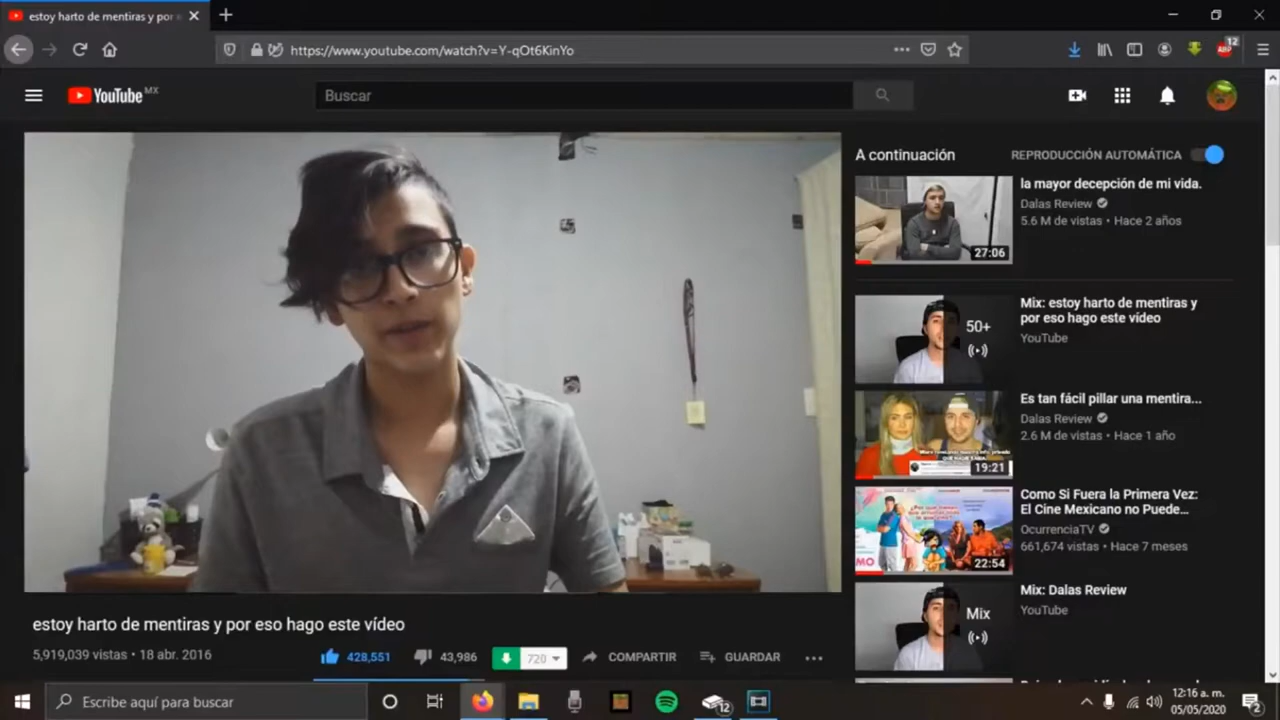 estoy harto de mentiras y por e
https://www.youtube.com/watch?v=Y-qOt6KinYo
12
ABP
YouTube MX
Buscar
A continuación
REPRODUCCIÓN AUTOMÁTICA
la mayor decepción de mi vida.
Dalas Review
5.6 M de vistas • Hace 2 años
27:06
Mix: estoy harto de mentiras y
por eso hago este vídeo
YouTube
50+
Es tan fácil pillar una mentira...
Dalas Review
2.6 M de vistas • Hace 1 año
19:21
Como Si Fuera la Primera Vez:
El Cine Mexicano no Puede...
OcurrenciaTV
661,674 vistas • Hace 7 meses
22:54
Mix: Dalas Review
YouTube
Mix
estoy harto de mentiras y por eso hago este vídeo
5,919,039 vistas • 18 abr. 2016
428,551
43,986
720
COMPARTIR
GUARDAR
Escribe aquí para buscar
12
12:16 a. m.
05/05/2020
2